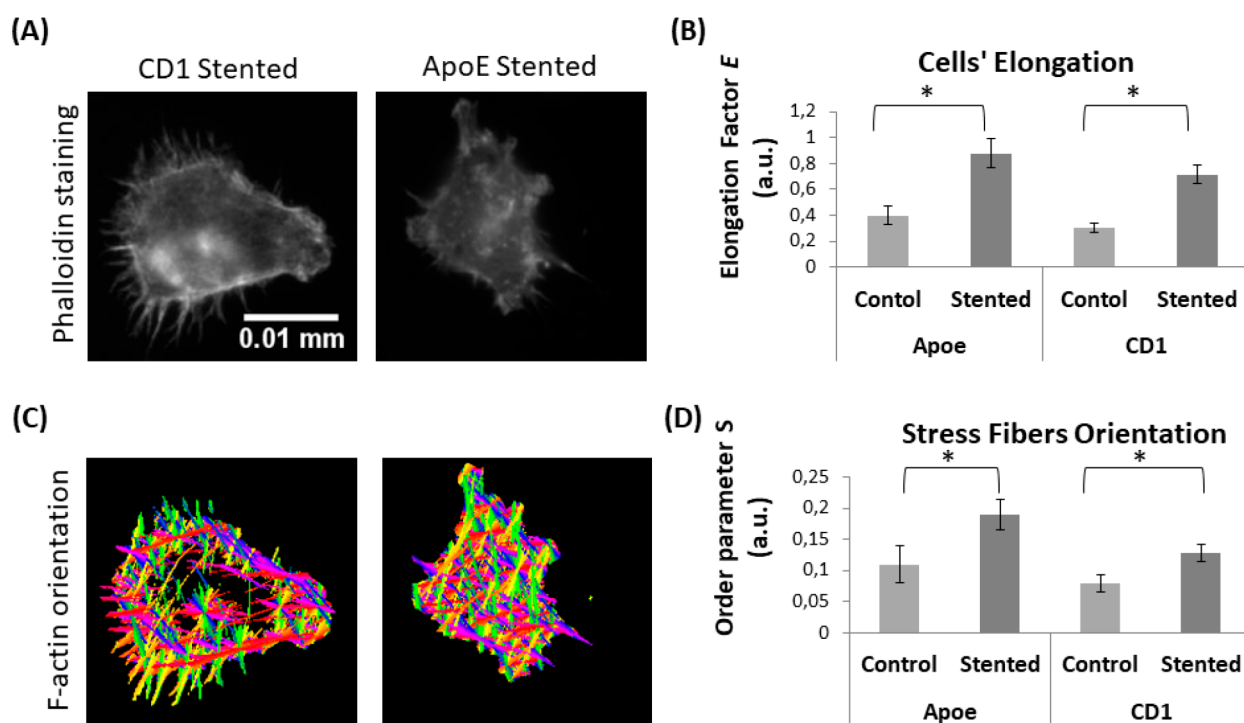 (A)
CD1 Stented
ApoE Stented
Phalloidin staining
0.01 mm
(B)
Cells' Elongation
Elongation Factor E
(a.u.)
1,2
1
0,8
0,6
0,4
0,2
0
*
*
Contol
Stented
Contol
Stented
Apoe
CD1
(C)
F-actin orientation
(D)
Stress Fibers Orientation
Order parameter S
(a.u.)
0,25
0,2
0,15
0,1
0,05
0
*
*
Control
Stented
Control
Stented
Apoe
CD1